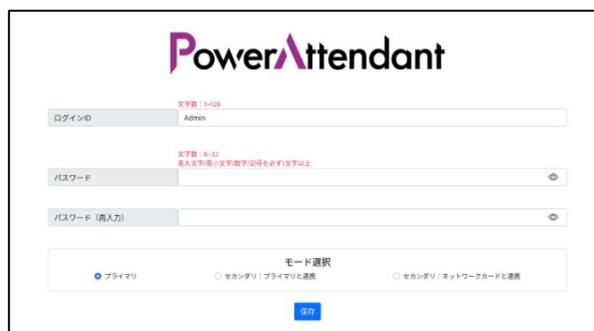 PowerAttendant
文字数：1~128
ログインID
Admin
文字数：8~32
英大文字/英小文字/数字/記号を必ず1文字以上
パスワード
パスワード（再入力）
モード選択
プライマリ
セカンダリ：プライマリと連携
セカンダリ：ネットワークカードと連携
保存